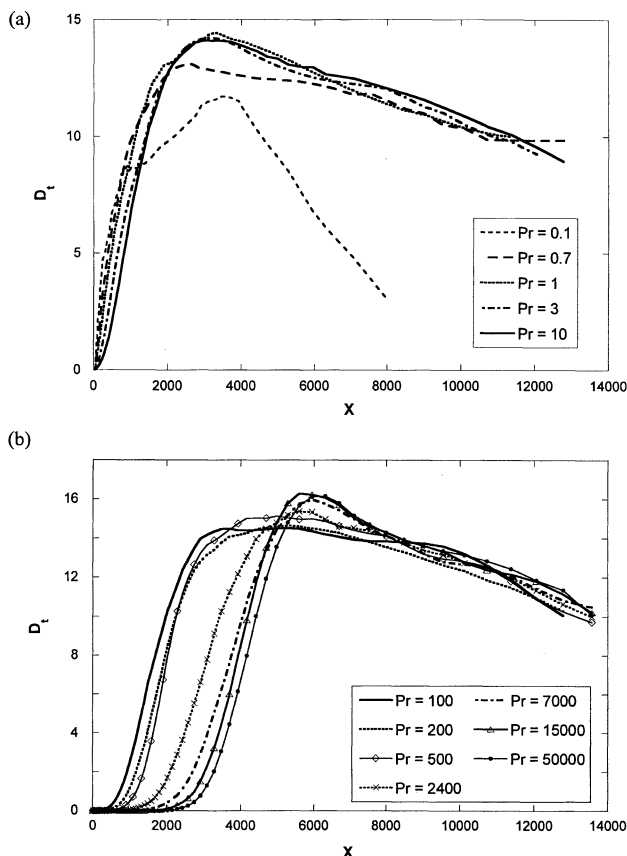 (a)
15
10
5
0
D_t
Pr = 0.1
Pr = 0.7
Pr = 1
Pr = 3
Pr = 10
0 2000 4000 6000 8000 10000 12000 14000
X
(b)
16
12
8
4
0
D_t
Pr = 100 Pr = 7000
Pr = 200 Pr = 15000
Pr = 500 Pr = 50000
Pr = 2400
0 2000 4000 6000 8000 10000 12000 14000
X